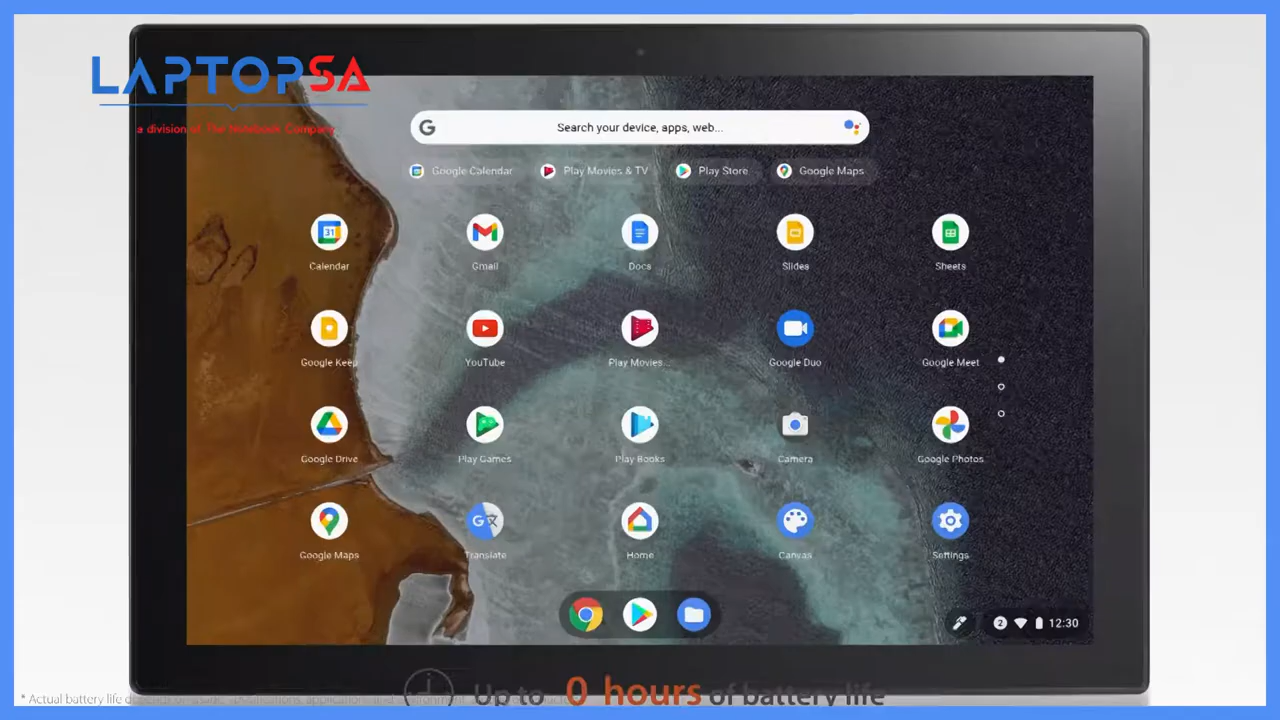 LAPTOPSA
a division of The Notebook Company
Search your device, apps, web...
Google Calendar Play Movies & TV Play Store Google Maps
31
Calendar Gmail Docs Slides Sheets
Google Keep YouTube Play Movies... Google Duo Google Meet
Google Drive Play Games Play Books Camera Google Photos
Google Maps Translate Home Canvas Settings
2 12:30
Up to 0 hours of battery life
* Actual battery life depends